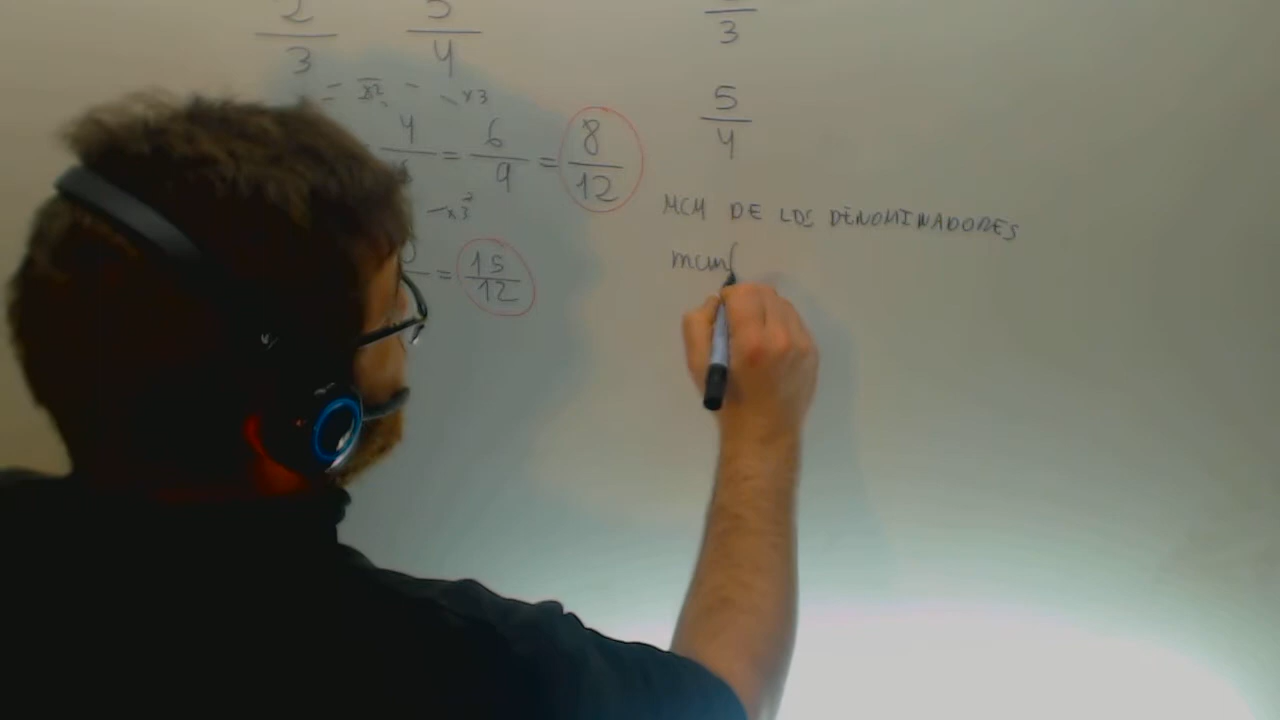 2/3 5/4
x2 x3
4/6 = 6/9 = 8/12
x3
= 15/12
3
5/4
MCM DE LOS DENOMINADORES
mcm(